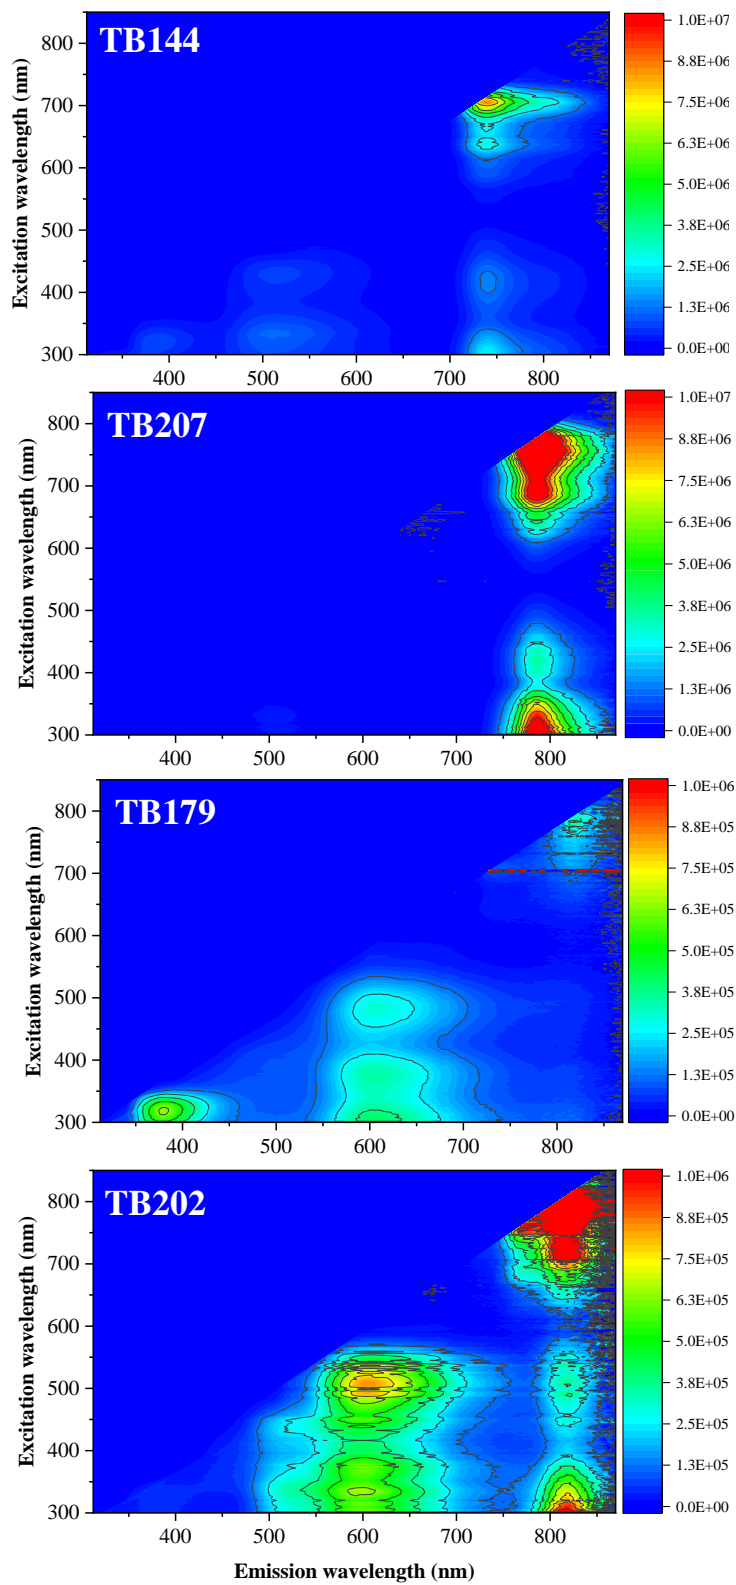 TB144
Excitation wavelength (nm)
800
700
600
500
400
300
400
500
600
700
800
1.0E+07
8.8E+06
7.5E+06
6.3E+06
5.0E+06
3.8E+06
2.5E+06
1.3E+06
0.0E+00
TB207
Excitation wavelength (nm)
800
700
600
500
400
300
400
500
600
700
800
1.0E+07
8.8E+06
7.5E+06
6.3E+06
5.0E+06
3.8E+06
2.5E+06
1.3E+06
0.0E+00
TB179
Excitation wavelength (nm)
800
700
600
500
400
300
400
500
600
700
800
1.0E+06
8.8E+05
7.5E+05
6.3E+05
5.0E+05
3.8E+05
2.5E+05
1.3E+05
0.0E+00
TB202
Excitation wavelength (nm)
800
700
600
500
400
300
400
500
600
700
800
1.0E+06
8.8E+05
7.5E+05
6.3E+05
5.0E+05
3.8E+05
2.5E+05
1.3E+05
0.0E+00
Emission wavelength (nm)